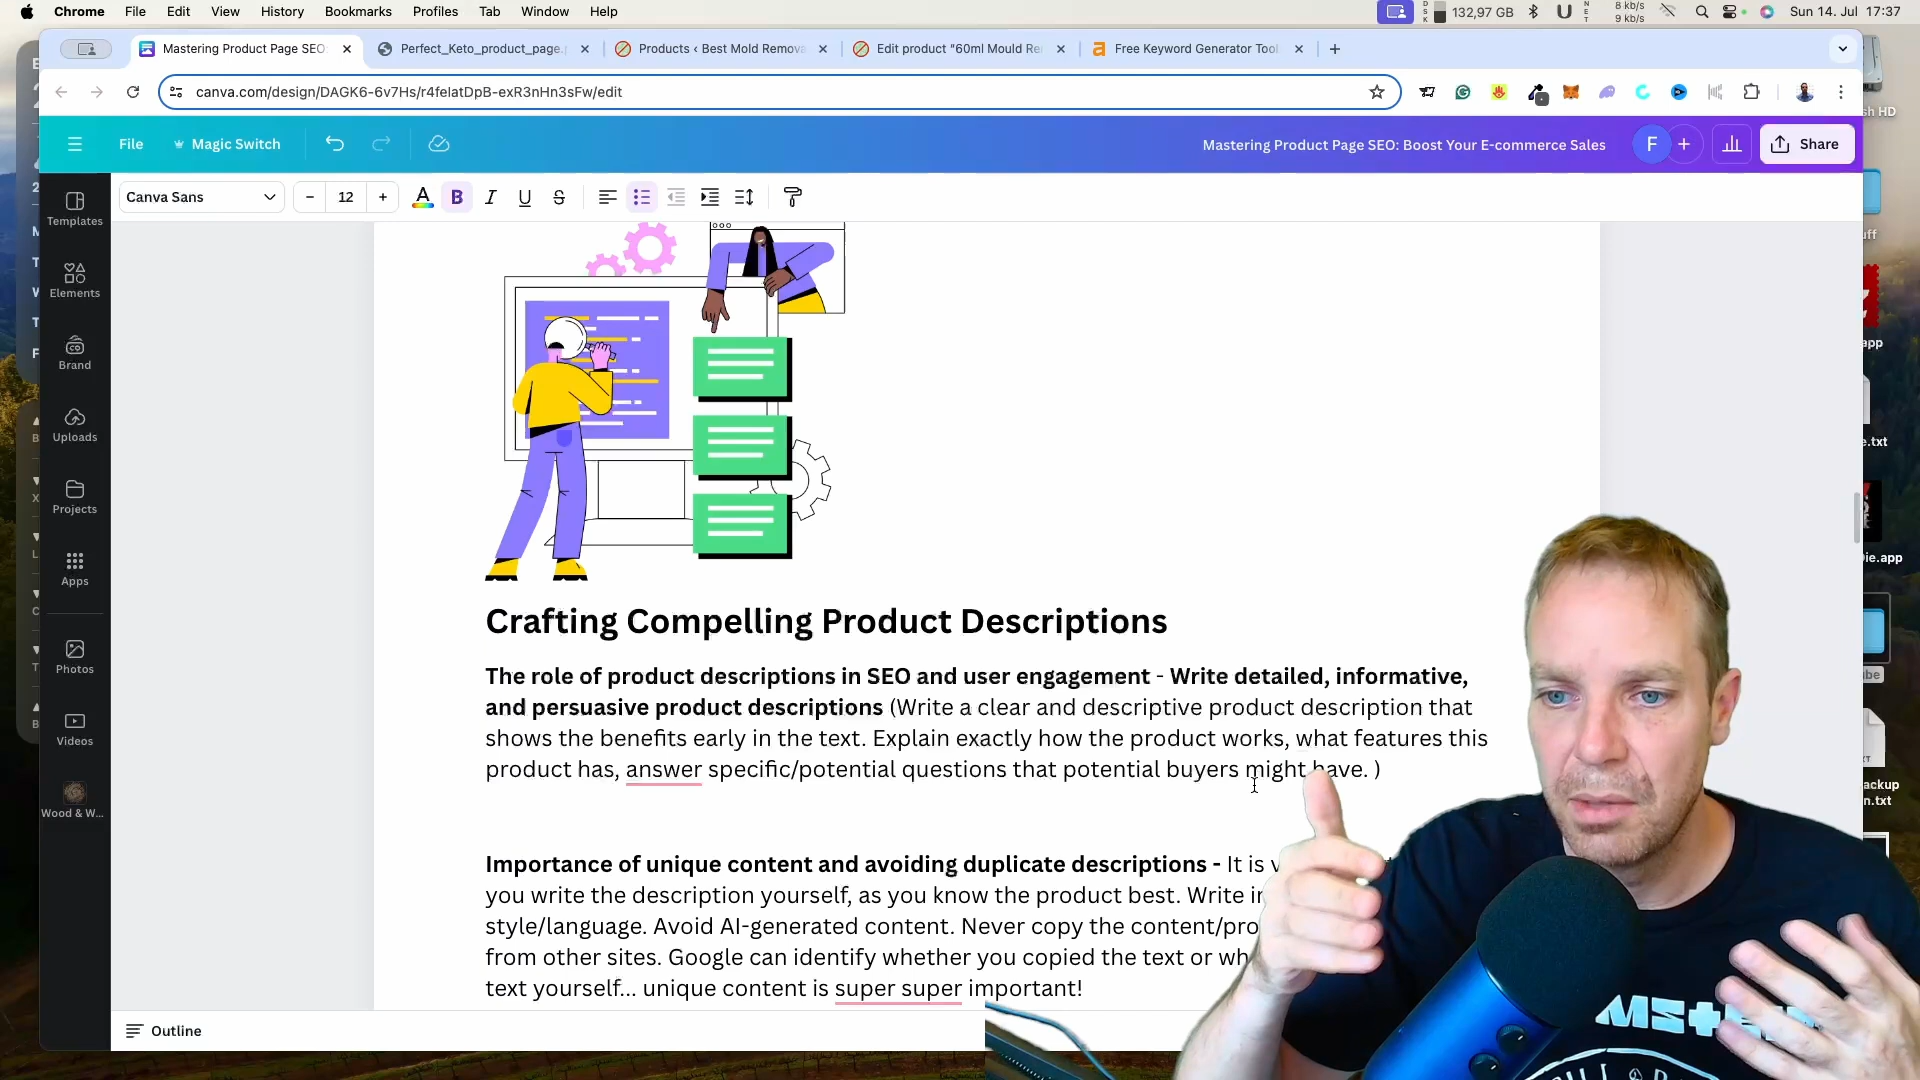 Chrome File Edit View History Bookmarks Profiles Tab Window Help
132,97 GB
8 kb/s
9 kb/s
Sun 14. Jul 17:37
Mastering Product Page SEO:
Perfect_Keto_product_page.
Products ‹ Best Mold Remova
Edit product “60ml Mould Re
Free Keyword Generator Tool
canva.com/design/DAGK6-6v7Hs/r4felatDpB-exR3nHn3sFw/edit
File
Magic Switch
Mastering Product Page SEO: Boost Your E-commerce Sales
F
Share
Canva Sans
12
Templates
Elements
Brand
Uploads
Projects
Apps
Photos
Videos
Wood & W...
Crafting Compelling Product Descriptions
The role of product descriptions in SEO and user engagement - Write detailed, informative,
and persuasive product descriptions (Write a clear and descriptive product description that
shows the benefits early in the text. Explain exactly how the product works, what features this
product has, answer specific/potential questions that potential buyers might have. )
Importance of unique content and avoiding duplicate descriptions - It is
you write the description yourself, as you know the product best. Write
style/language. Avoid AI-generated content. Never copy the content/
from other sites. Google can identify whether you copied the text or
text yourself... unique content is super super important!
Outline